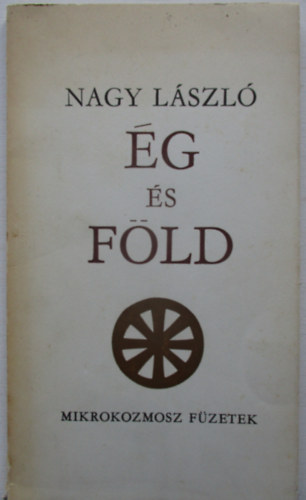 NAGY LÁSZLÓ
ÉG
ÉS
FÖLD
MIKROKOZMOSZ FÜZETEK